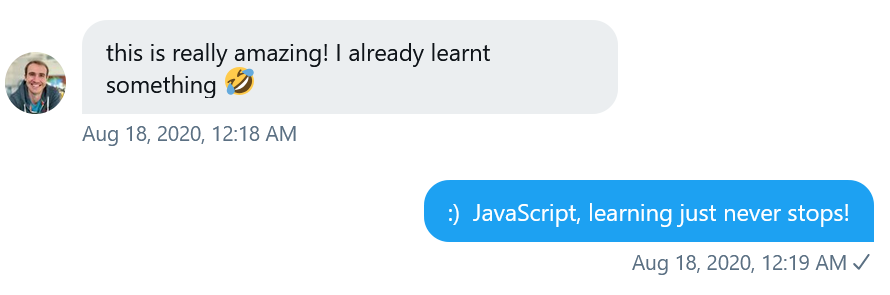 this is really amazing! I already learnt
something 🤣
Aug 18, 2020, 12:18 AM
:)  JavaScript, learning just never stops!
Aug 18, 2020, 12:19 AM ✓